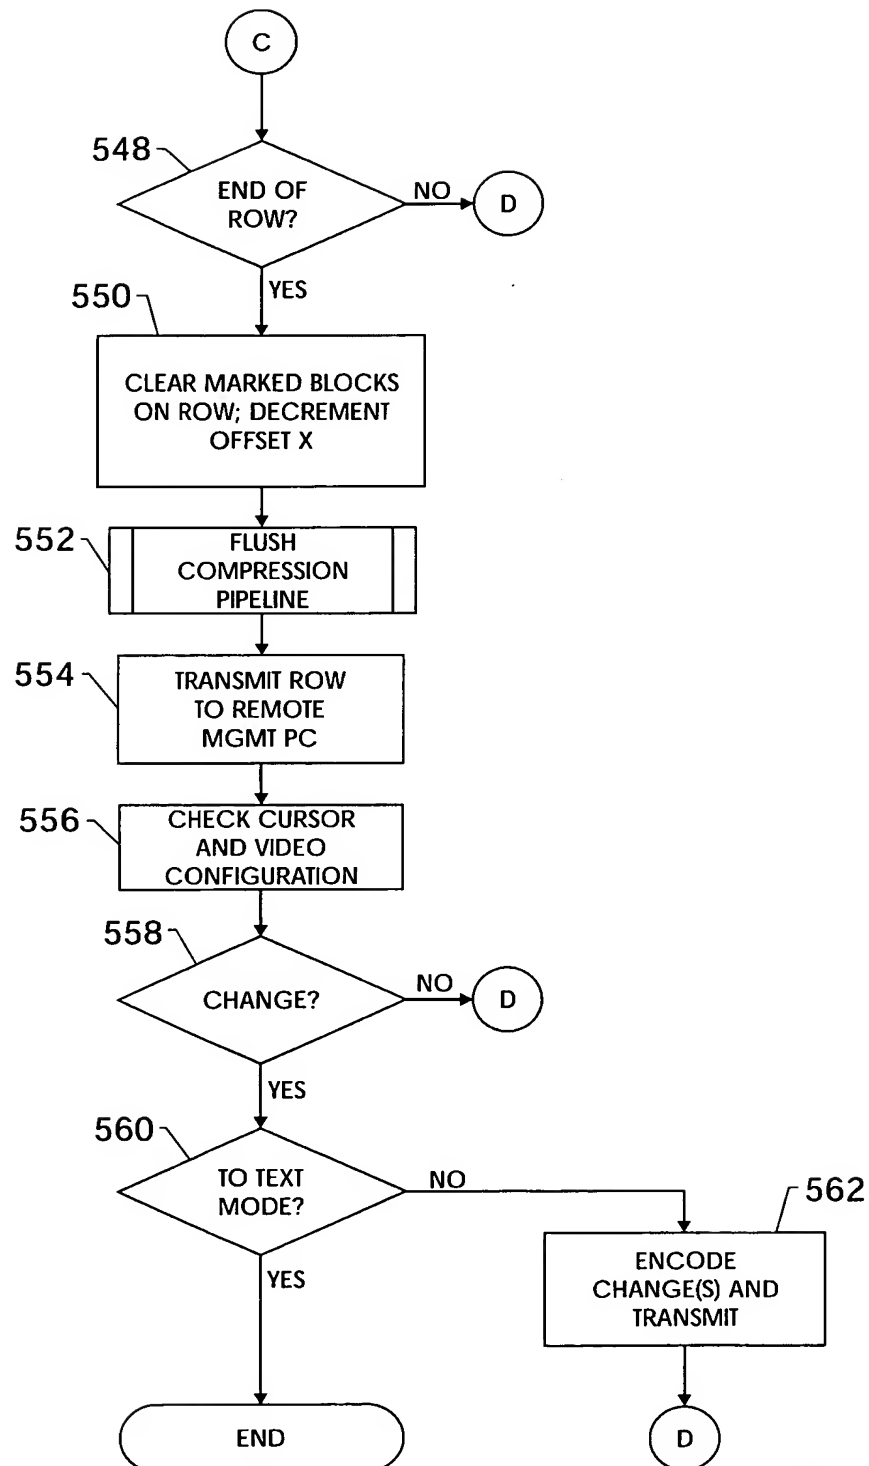 C
548
END OF
ROW?
NO
D
YES
550
CLEAR MARKED BLOCKS
ON ROW; DECREMENT
OFFSET X
552
FLUSH
COMPRESSION
PIPELINE
554
TRANSMIT ROW
TO REMOTE
MGMT PC
556
CHECK CURSOR
AND VIDEO
CONFIGURATION
558
CHANGE?
NO
D
YES
560
TO TEXT
MODE?
NO
562
ENCODE
CHANGE(S) AND
TRANSMIT
YES
END
D